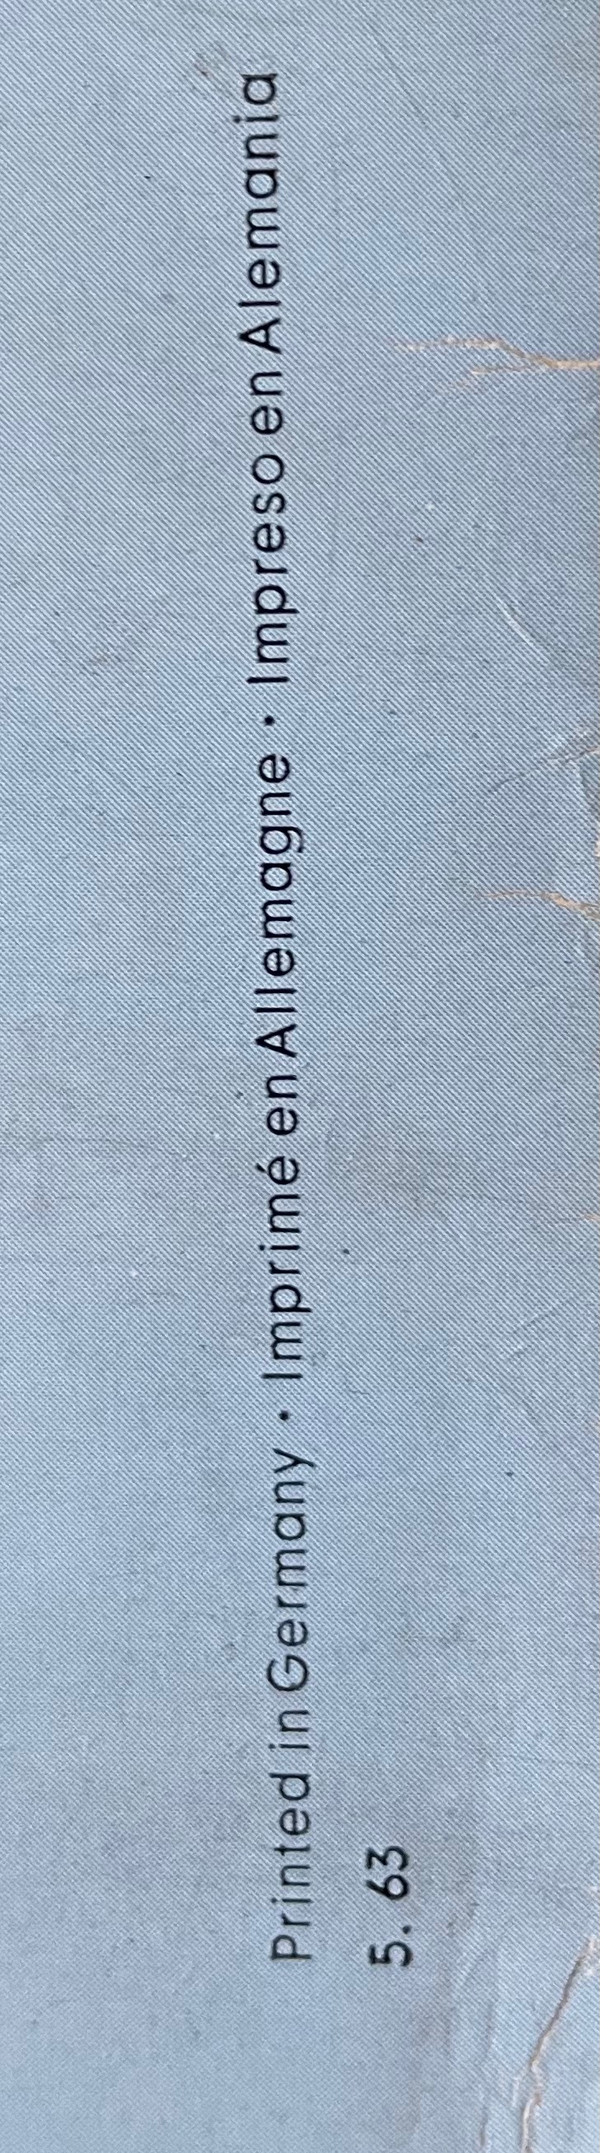 Printed in Germany · Imprimé en Allemagne · Impreso en Alemania
5. 63